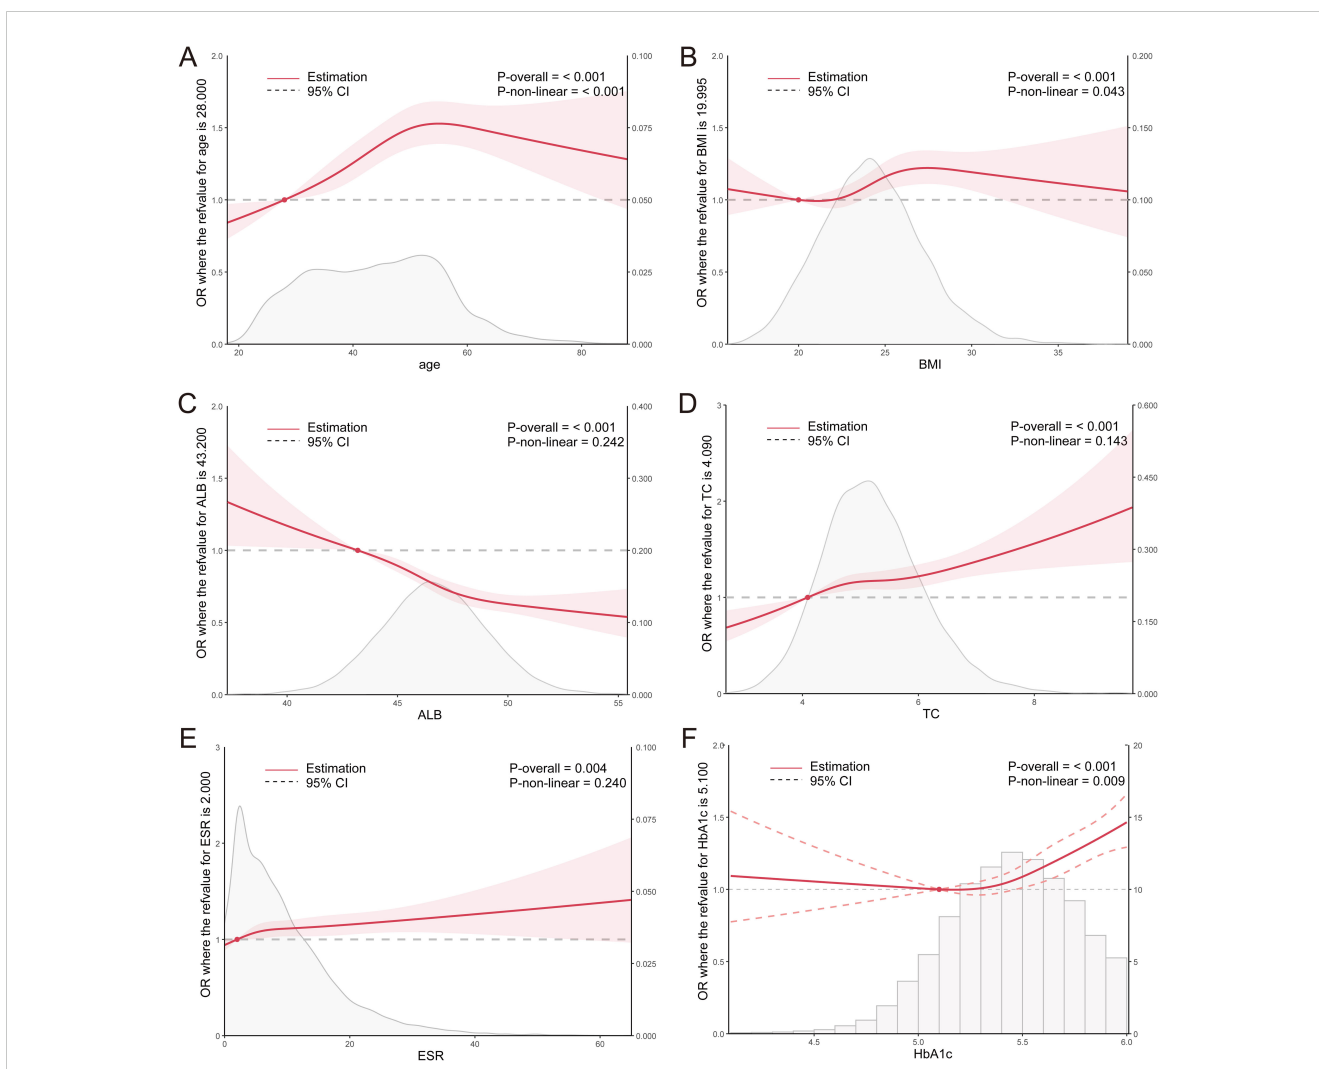 A
2.0
1.5
1.0
0.5
0.0
OR where the refvalue for age is 28.000
Estimation
95% CI
P-overall = < 0.001
P-non-linear = < 0.001
0.100
0.075
0.050
0.025
0.000
20 40 60 80
age
B
2.0
1.5
1.0
0.5
0.0
OR where the refvalue for BMI is 19.995
Estimation
95% CI
P-overall = < 0.001
P-non-linear = 0.043
0.200
0.150
0.100
0.050
0.000
20 25 30 35
BMI
C
2.0
1.5
1.0
0.5
0.0
OR where the refvalue for ALB is 43.200
Estimation
95% CI
P-overall = < 0.001
P-non-linear = 0.242
0.400
0.300
0.200
0.100
0.000
40 45 50 55
ALB
D
3
2
1
0
OR where the refvalue for TC is 4.090
Estimation
95% CI
P-overall = < 0.001
P-non-linear = 0.143
0.600
0.450
0.300
0.150
0.000
4 6 8
TC
E
3
2
1
0
OR where the refvalue for ESR is 2.000
Estimation
95% CI
P-overall = 0.004
P-non-linear = 0.240
0.100
0.075
0.050
0.025
0.000
0 20 40 60
ESR
F
2.0
1.5
1.0
0.5
0.0
OR where the refvalue for HbA1c is 5.100
Estimation
95% CI
P-overall = < 0.001
P-non-linear = 0.009
20
15
10
5
0
4.5 5.0 5.5 6.0
HbA1c